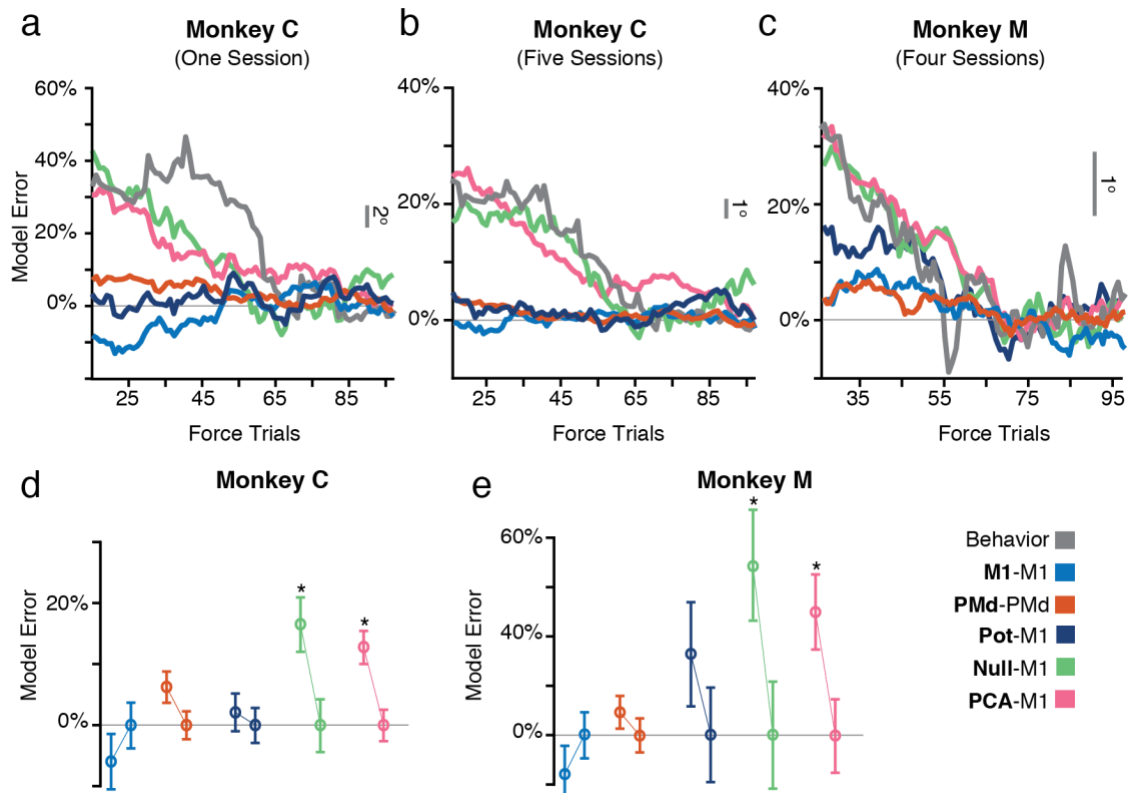 a
Monkey C
(One Session)
60%
40%
20%
0%
Model Error
2°
25 45 65 85
Force Trials
b
Monkey C
(Five Sessions)
40%
20%
0%
1°
25 45 65 85
Force Trials
c
Monkey M
(Four Sessions)
40%
20%
0%
1°
35 55 75 95
Force Trials
d
Monkey C
20%
0%
Model Error
*
*
e
Monkey M
60%
40%
20%
0%
Model Error
*
*
Behavior
M1-M1
PMd-PMd
Pot-M1
Null-M1
PCA-M1